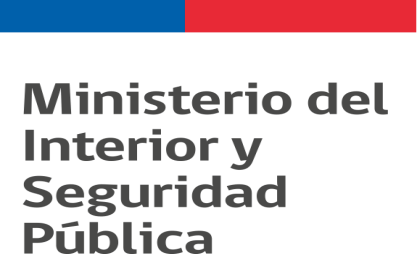 Ministerio del
Interior y
Seguridad
Pública